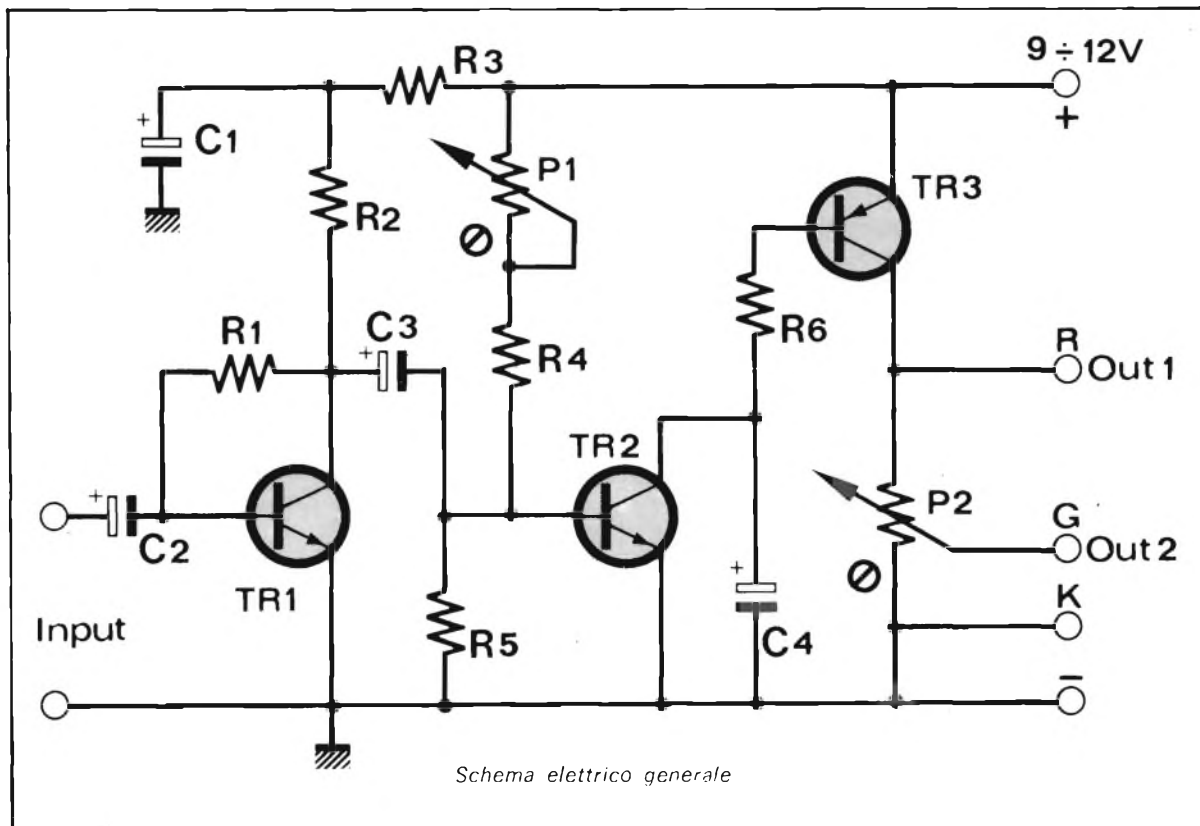 9 ÷ 12V
+
R3
+ C1
P1
TR3
R2
R1
C3
+
R4
R6
R
Out 1
TR2
P2
+
C2
G
Out 2
TR1
+
K
Input
R5
C4
−
Schema elettrico generale